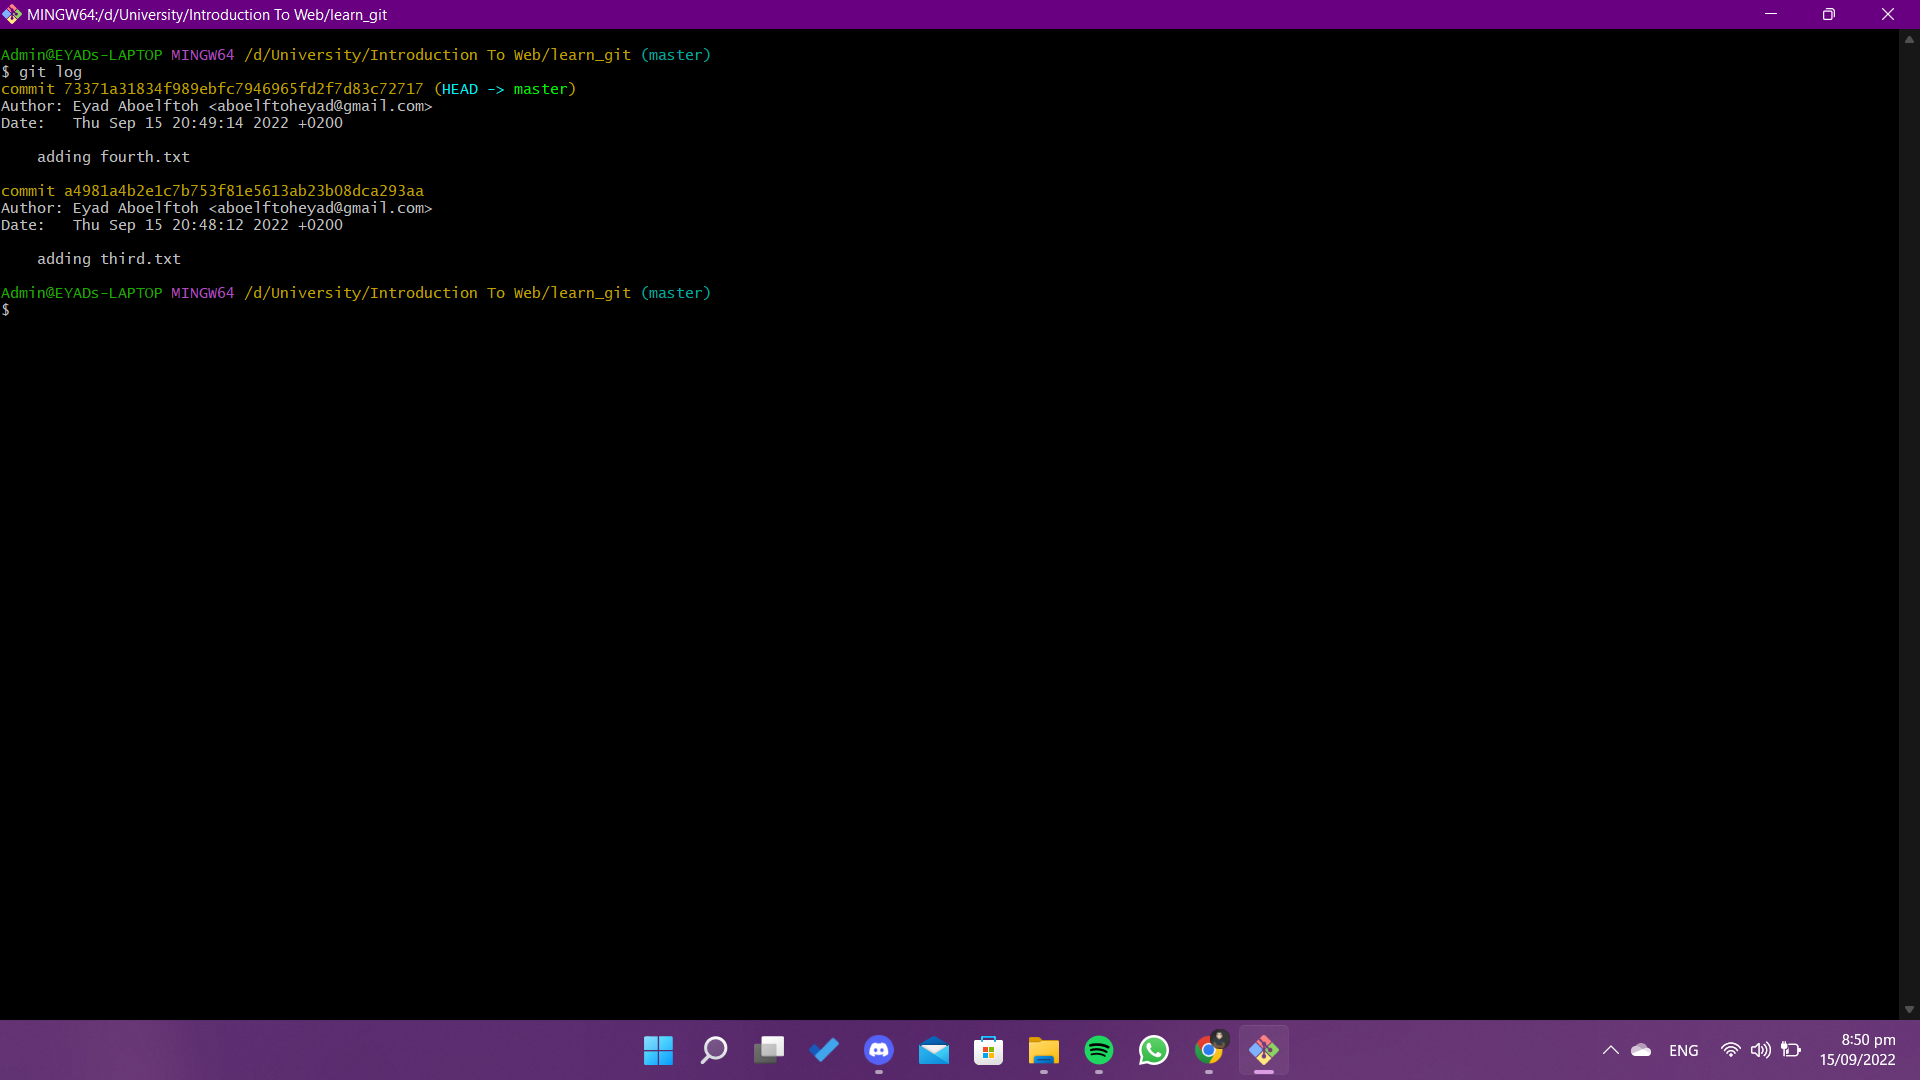 MINGW64:/d/University/Introduction To Web/learn_git
Admin@EYADs-LAPTOP MINGW64 /d/University/Introduction To Web/learn_git (master)
$ git log
commit 73371a31834f989ebfc7946965fd2f7d83c72717 (HEAD -> master)
Author: Eyad Aboelftoh <aboelftoheyad@gmail.com>
Date:   Thu Sep 15 20:49:14 2022 +0200
    adding fourth.txt
commit a4981a4b2e1c7b753f81e5613ab23b08dca293aa
Author: Eyad Aboelftoh <aboelftoheyad@gmail.com>
Date:   Thu Sep 15 20:48:12 2022 +0200
    adding third.txt
Admin@EYADs-LAPTOP MINGW64 /d/University/Introduction To Web/learn_git (master)
$
ENG
8:50 pm
15/09/2022